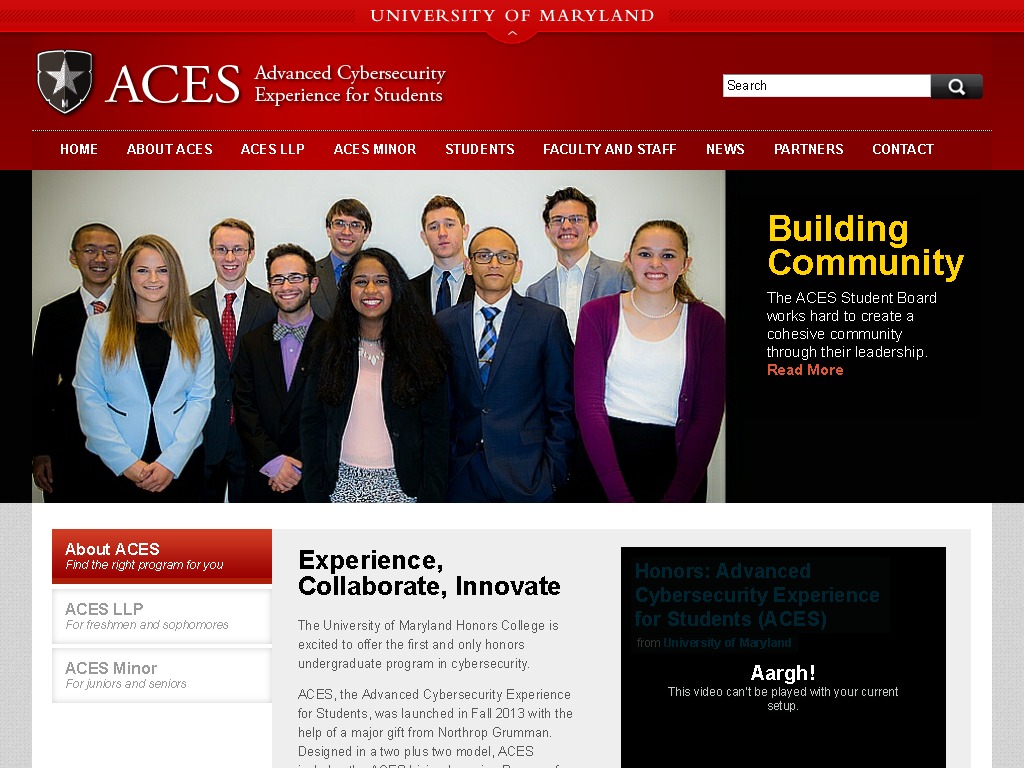 UNIVERSITY OF MARYLAND
ACES
Advanced Cybersecurity
Experience for Students
Search
HOME ABOUT ACES ACES LLP ACES MINOR STUDENTS FACULTY AND STAFF NEWS PARTNERS CONTACT
Building
Community
The ACES Student Board
works hard to create a
cohesive community
through their leadership.
Read More
About ACES
Find the right program for you
ACES LLP
For freshmen and sophomores
ACES Minor
For juniors and seniors
Experience,
Collaborate, Innovate
The University of Maryland Honors College is
excited to offer the first and only honors
undergraduate program in cybersecurity.
ACES, the Advanced Cybersecurity Experience
for Students, was launched in Fall 2013 with the
help of a major gift from Northrop Grumman.
Designed in a two plus two model, ACES
Honors: Advanced
Cybersecurity Experience
for Students (ACES)
from University of Maryland
Aargh!
This video can't be played with your current
setup.